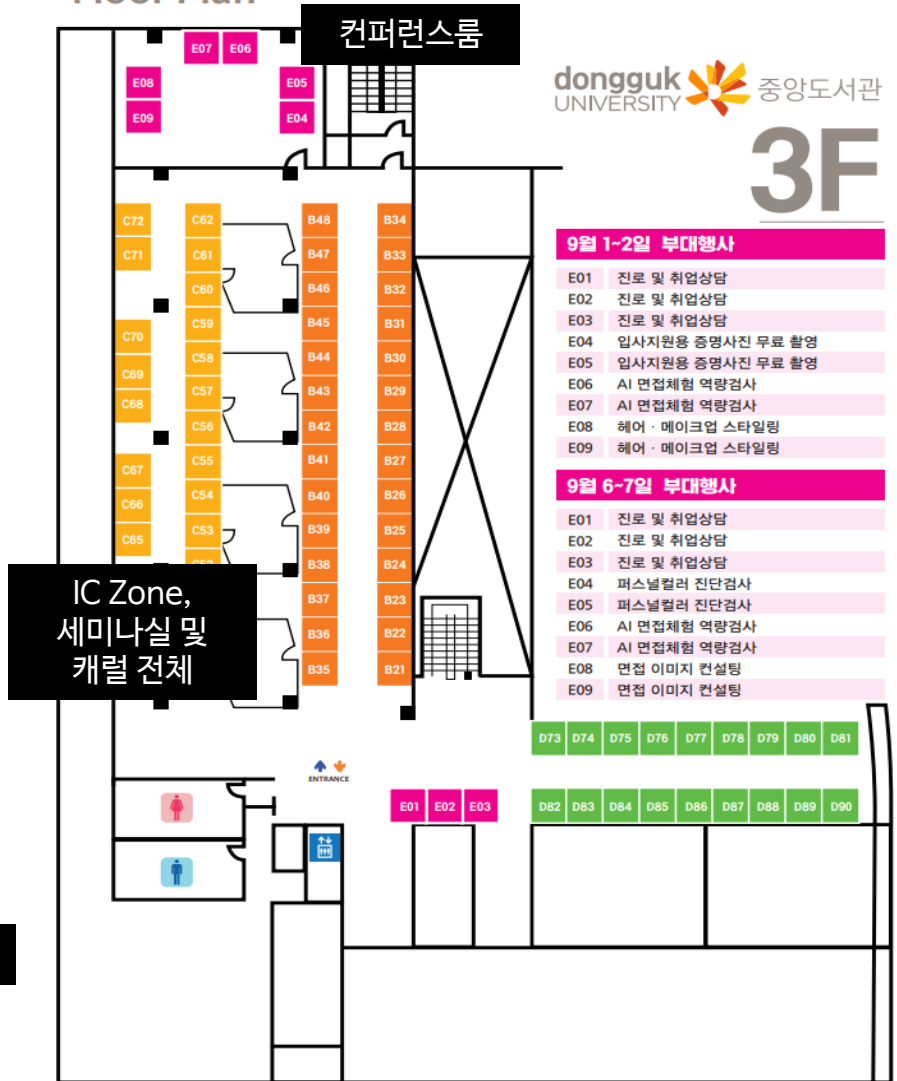 Floor Plan
컨퍼런스룸
dongguk
UNIVERSITY
중앙도서관
3F
E07 E06
E08 E05
E09 E04
C72 C62 B48 B34
C71 C61 B47 B33
C60 B46 B32
C59 B45 B31
C70
C58 B44 B30
C69
C57 B43 B29
C68
C56 B42 B28
C55 B41 B27
C67
C54 B40 B26
C66
C53 B39 B25
C65
B38 B24
B37 B23
B36 B22
B35 B21
IC Zone,
세미나실 및
캐럴 전체
9월 1~2일 부대행사
E01 진로 및 취업상담
E02 진로 및 취업상담
E03 진로 및 취업상담
E04 입사지원용 증명사진 무료 촬영
E05 입사지원용 증명사진 무료 촬영
E06 AI 면접체험 역량검사
E07 AI 면접체험 역량검사
E08 헤어 · 메이크업 스타일링
E09 헤어 · 메이크업 스타일링
9월 6~7일 부대행사
E01 진로 및 취업상담
E02 진로 및 취업상담
E03 진로 및 취업상담
E04 퍼스널컬러 진단검사
E05 퍼스널컬러 진단검사
E06 AI 면접체험 역량검사
E07 AI 면접체험 역량검사
E08 면접 이미지 컨설팅
E09 면접 이미지 컨설팅
D73 D74 D75 D76 D77 D78 D79 D80 D81
ENTRANCE
E01 E02 E03 D82 D83 D84 D85 D86 D87 D88 D89 D90